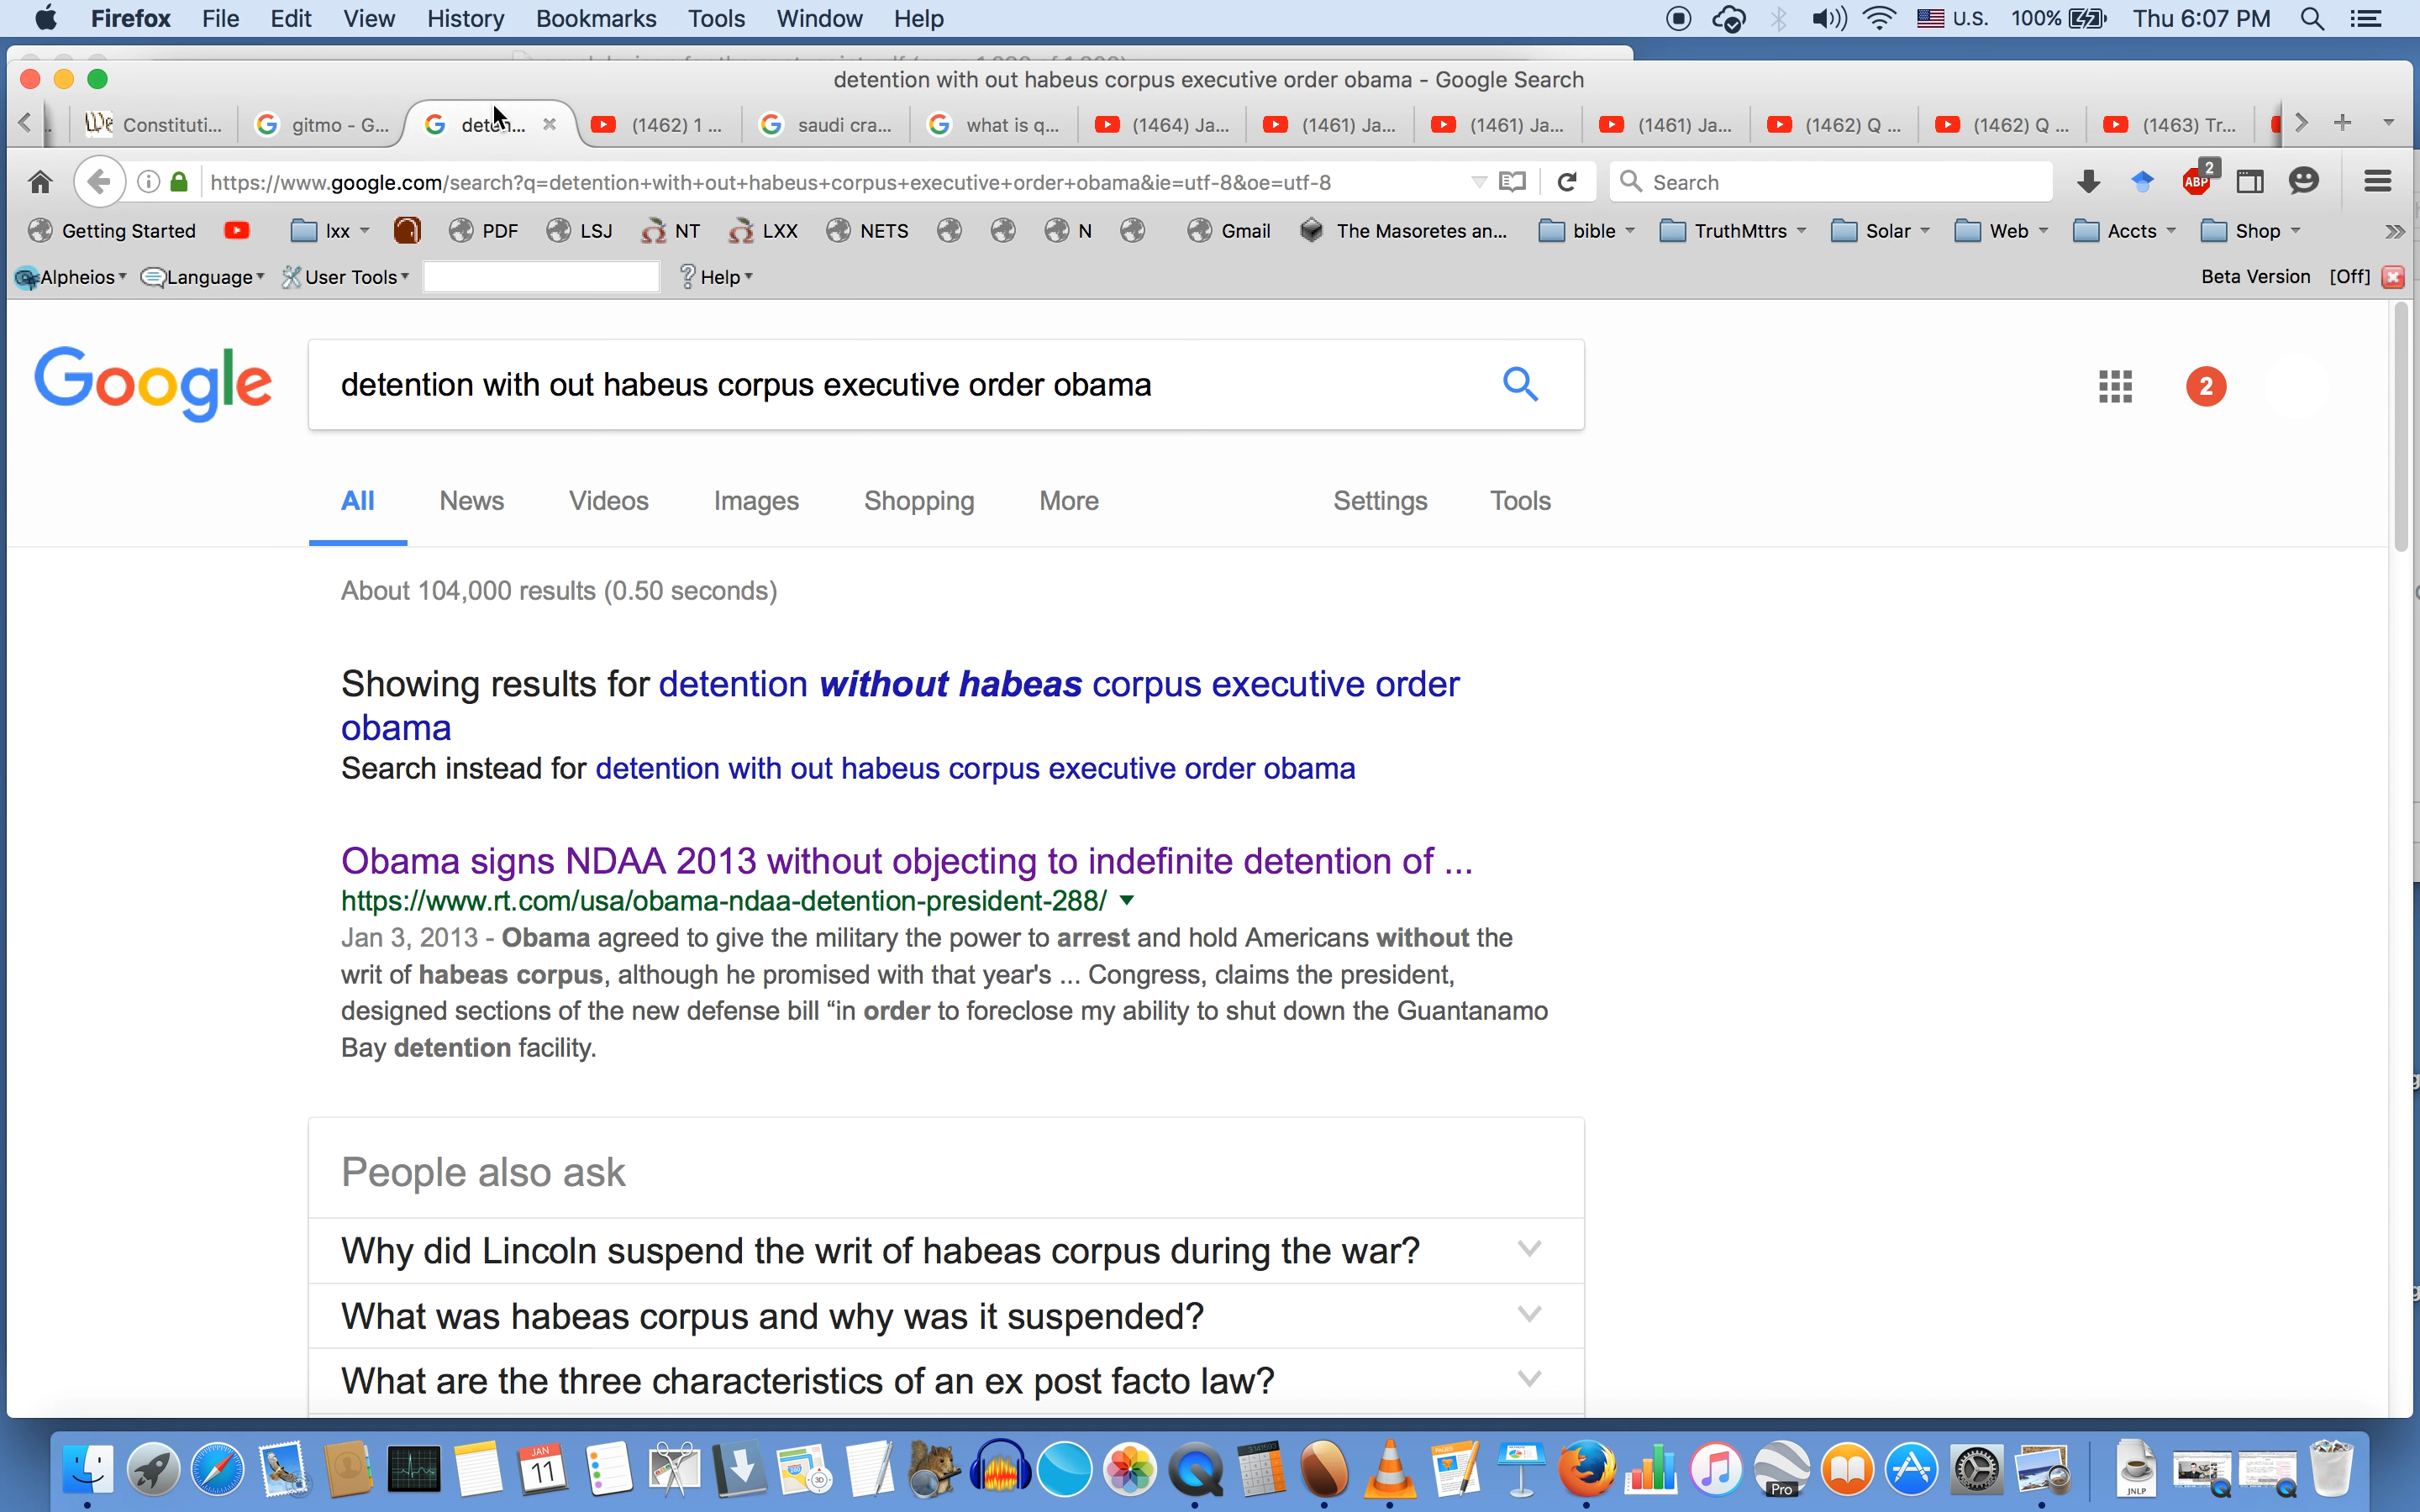 Firefox File Edit View History Bookmarks Tools Window Help U.S. 100% Thu 6:07 PM
detention with out habeus corpus executive order obama - Google Search
Constituti... gitmo - G... deten... (1462) 1 ... saudi cra... what is q... (1464) Ja... (1461) Ja... (1461) Ja... (1461) Ja... (1462) Q ... (1462) Q ... (1463) Tr...
https://www.google.com/search?q=detention+with+out+habeus+corpus+executive+order+obama&ie=utf-8&oe=utf-8 Search ABP 2
Getting Started lxx PDF LSJ NT LXX NETS N Gmail The Masoretes an... bible TruthMttrs Solar Web Accts Shop
Alpheios Language User Tools Help Beta Version [Off]
Google detention with out habeus corpus executive order obama 2
All News Videos Images Shopping More Settings Tools
About 104,000 results (0.50 seconds)
Showing results for detention without habeas corpus executive order
obama
Search instead for detention with out habeus corpus executive order obama
Obama signs NDAA 2013 without objecting to indefinite detention of ...
https://www.rt.com/usa/obama-ndaa-detention-president-288/
Jan 3, 2013 - Obama agreed to give the military the power to arrest and hold Americans without the
writ of habeas corpus, although he promised with that year's ... Congress, claims the president,
designed sections of the new defense bill “in order to foreclose my ability to shut down the Guantanamo
Bay detention facility.
People also ask
Why did Lincoln suspend the writ of habeas corpus during the war?
What was habeas corpus and why was it suspended?
What are the three characteristics of an ex post facto law?
JAN
11
3D
PAGES
Pro
JNLP